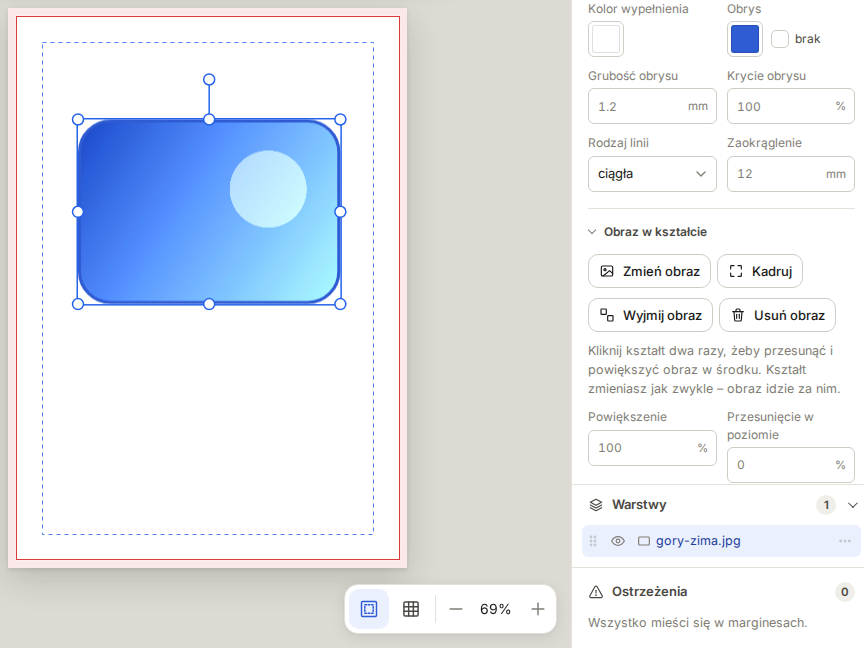 Kolor wypełnienia
Obrys
brak
Grubość obrysu
Krycie obrysu
1.2 mm
100 %
Rodzaj linii
Zaokrąglenie
ciągła
12 mm
Obraz w kształcie
Zmień obraz
Kadruj
Wyjmij obraz
Usuń obraz
Kliknij kształt dwa razy, żeby przesunąć i
powiększyć obraz w środku. Kształt
zmieniasz jak zwykle – obraz idzie za nim.
Powiększenie
Przesunięcie w
poziomie
100 %
0 %
Warstwy
1
gory-zima.jpg
Ostrzeżenia
0
Wszystko mieści się w marginesach.
69%